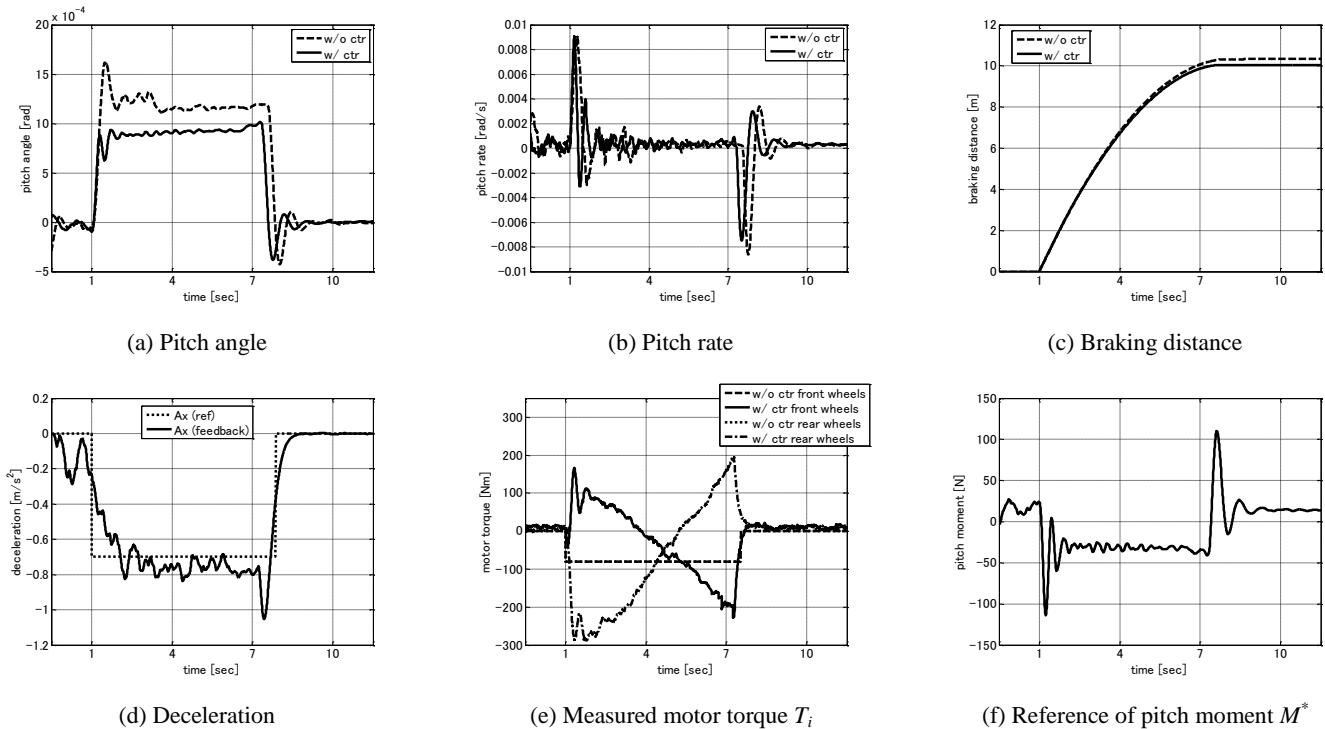 x 10⁻⁴
20
15
10
5
0
−5
1
4
7
10
pitch angle [rad]
time [sec]
w/o ctr
w/ ctr
(a) Pitch angle
0.01
0.008
0.006
0.004
0.002
0
−0.002
−0.004
−0.006
−0.008
−0.01
1
4
7
10
pitch rate [rad/s]
time [sec]
w/o ctr
w/ ctr
(b) Pitch rate
12
10
8
6
4
2
0
1
4
7
10
braking distance [m]
time [sec]
w/o ctr
w/ ctr
(c) Braking distance
0.2
0
−0.2
−0.4
−0.6
−0.8
−1
−1.2
1
4
7
10
deceleration [m/s²]
time [sec]
Ax (ref)
Ax (feedback)
(d) Deceleration
300
200
100
0
−100
−200
−300
1
4
7
10
motor torque [Nm]
time [sec]
w/o ctr front wheels
w/ ctr front wheels
w/o ctr rear wheels
w/ ctr rear wheels
(e) Measured motor torque Tᵢ
150
100
50
0
−50
−100
−150
1
4
7
10
pitch moment [N]
time [sec]
(f) Reference of pitch moment M*